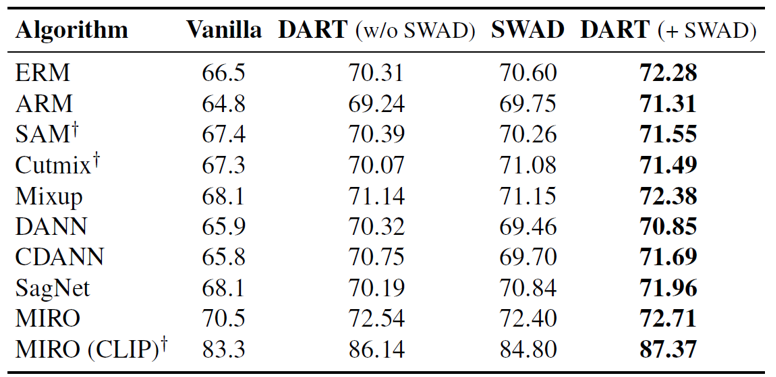 Algorithm Vanilla DART (w/o SWAD) SWAD DART (+ SWAD)
ERM 66.5 70.31 70.60 72.28
ARM 64.8 69.24 69.75 71.31
SAM† 67.4 70.39 70.26 71.55
Cutmix† 67.3 70.07 71.08 71.49
Mixup 68.1 71.14 71.15 72.38
DANN 65.9 70.32 69.46 70.85
CDANN 65.8 70.75 69.70 71.69
SagNet 68.1 70.19 70.84 71.96
MIRO 70.5 72.54 72.40 72.71
MIRO (CLIP)† 83.3 86.14 84.80 87.37